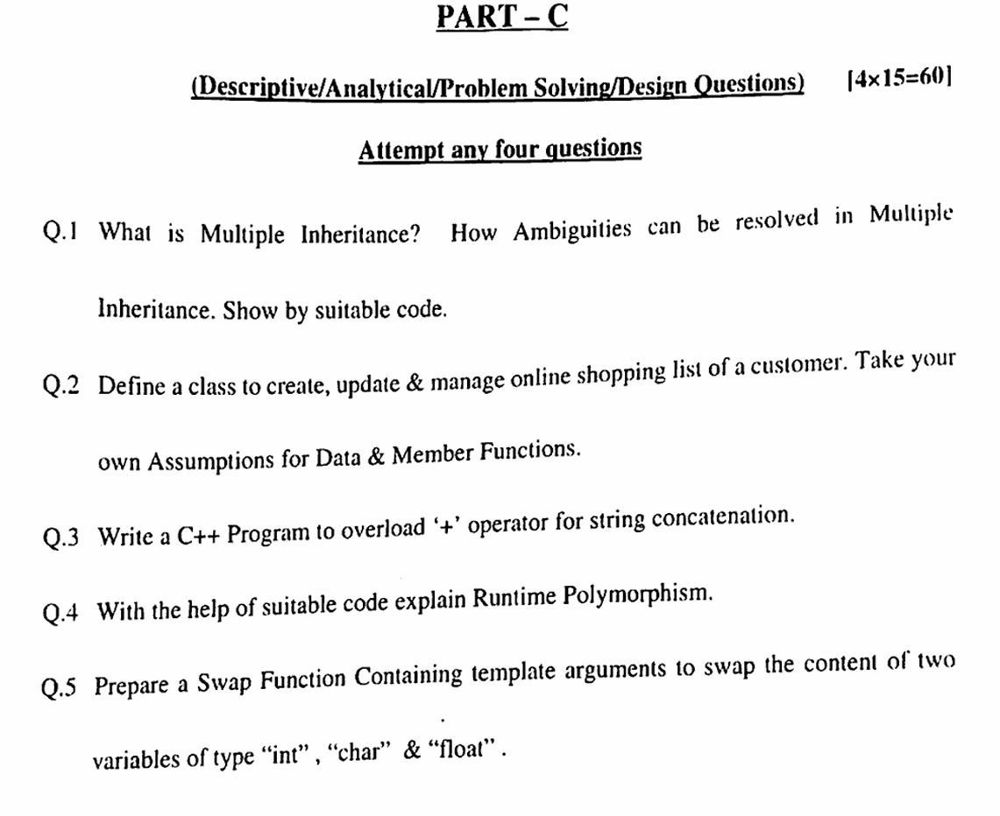 PART – C
(Descriptive/Analytical/Problem Solving/Design Questions) [4×15=60]
Attempt any four questions
Q.1 What is Multiple Inheritance? How Ambiguities can be resolved in Multiple
Inheritance. Show by suitable code.
Q.2 Define a class to create, update & manage online shopping list of a customer. Take your
own Assumptions for Data & Member Functions.
Q.3 Write a C++ Program to overload ‘+’ operator for string concatenation.
Q.4 With the help of suitable code explain Runtime Polymorphism.
Q.5 Prepare a Swap Function Containing template arguments to swap the content of two
variables of type “int” , “char” & “float” .